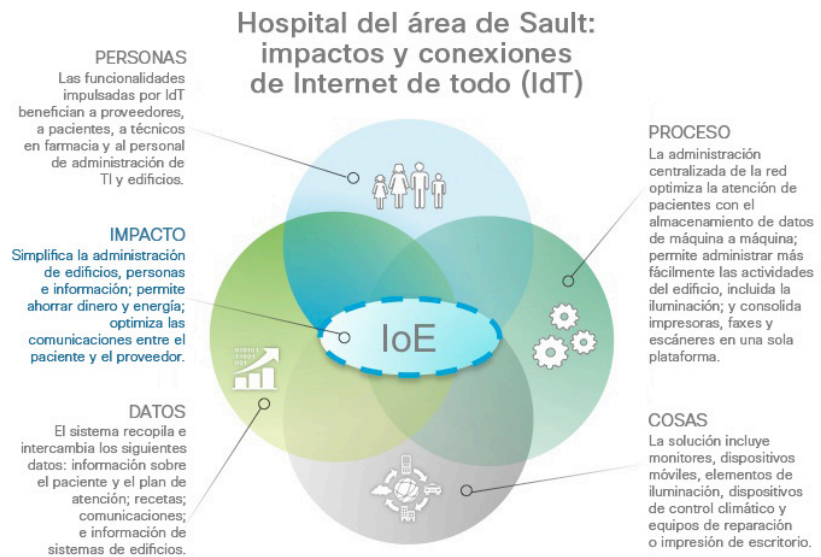 Hospital del área de Sault:
impactos y conexiones
de Internet de todo (IdT)
PERSONAS
Las funcionalidades
impulsadas por IdT
benefician a proveedores,
a pacientes, a técnicos
en farmacia y al personal
de administración de
TI y edificios.
IMPACTO
Simplifica la administración
de edificios, personas
e información; permite
ahorrar dinero y energía;
optimiza las
comunicaciones entre el
paciente y el proveedor.
DATOS
El sistema recopila e
intercambia los siguientes
datos: información sobre
el paciente y el plan de
atención; recetas;
comunicaciones;
e información de
sistemas de edificios.
IoE
PROCESO
La administración
centralizada de la red
optimiza la atención de
pacientes con el
almacenamiento de datos
de máquina a máquina;
permite administrar más
fácilmente las actividades
del edificio, incluida la
iluminación; y consolida
impresoras, faxes y
escáneres en una sola
plataforma.
COSAS
La solución incluye
monitores, dispositivos
móviles, elementos de
iluminación, dispositivos
de control climático y
equipos de reparación
o impresión de escritorio.